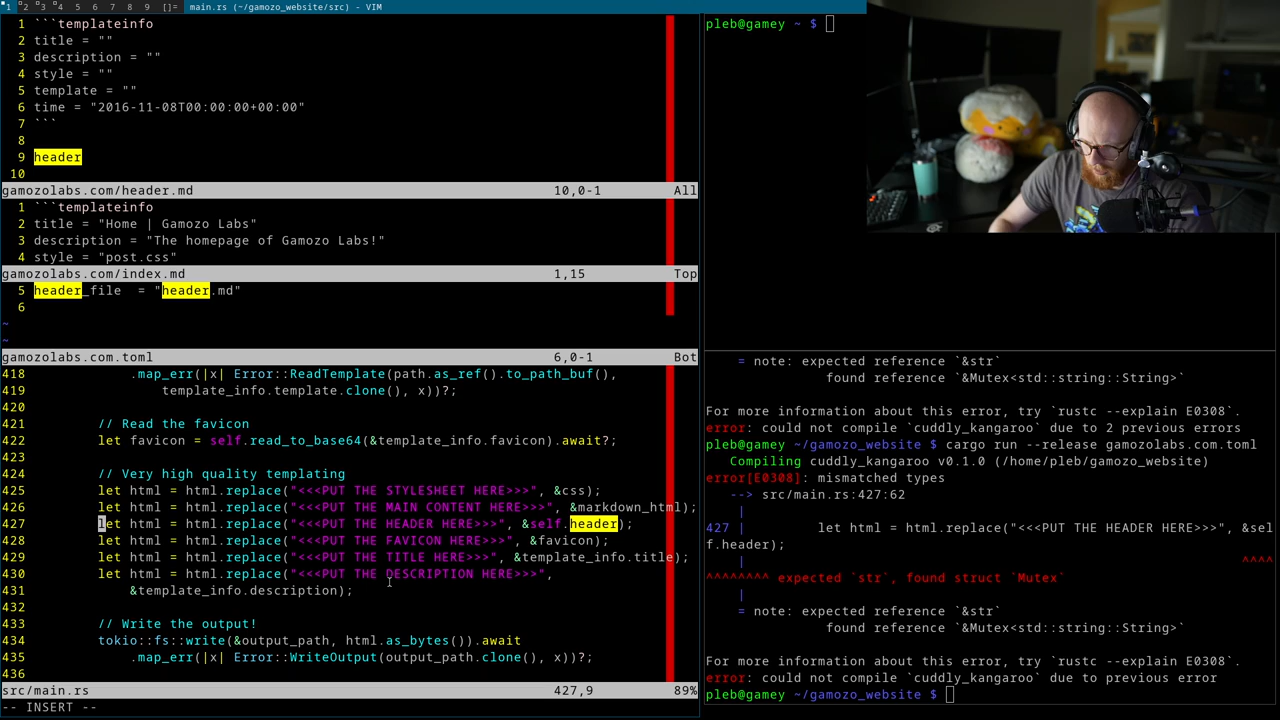 1 2 3 4 5 6 7 8 9 []= main.rs (~/gamozo_website/src) - VIM
1 ```templateinfo
2 title = ""
3 description = ""
4 style = ""
5 template = ""
6 time = "2016-11-08T00:00:00+00:00"
7 ```
8
9 header
10
gamozolabs.com/header.md 10,0-1 All
1 ```templateinfo
2 title = "Home | Gamozo Labs"
3 description = "The homepage of Gamozo Labs!"
4 style = "post.css"
gamozolabs.com/index.md 1,15 Top
5 header_file  = "header.md"
6
~
~
gamozolabs.com.toml 6,0-1 Bot
418 .map_err(|x| Error::ReadTemplate(path.as_ref().to_path_buf(),
419 template_info.template.clone(), x))?;
420
421 // Read the favicon
422 let favicon = self.read_to_base64(&template_info.favicon).await?;
423
424 // Very high quality templating
425 let html = html.replace("<<<PUT THE STYLESHEET HERE>>>", &css);
426 let html = html.replace("<<<PUT THE MAIN CONTENT HERE>>>", &markdown_html);
427 let html = html.replace("<<<PUT THE HEADER HERE>>>", &self.header);
428 let html = html.replace("<<<PUT THE FAVICON HERE>>>", &favicon);
429 let html = html.replace("<<<PUT THE TITLE HERE>>>", &template_info.title);
430 let html = html.replace("<<<PUT THE DESCRIPTION HERE>>>",
431 &template_info.description);
432
433 // Write the output!
434 tokio::fs::write(&output_path, html.as_bytes()).await
435 .map_err(|x| Error::WriteOutput(output_path.clone(), x))?;
436
src/main.rs 427,9 89%
-- INSERT --
pleb@gamey ~ $
= note: expected reference `&str`
found reference `&Mutex<std::string::String>`
For more information about this error, try `rustc --explain E0308`.
error: could not compile `cuddly_kangaroo` due to 2 previous errors
pleb@gamey ~/gamozo_website $ cargo run --release gamozolabs.com.toml
Compiling cuddly_kangaroo v0.1.0 (/home/pleb/gamozo_website)
error[E0308]: mismatched types
--> src/main.rs:427:62
|
427 | let html = html.replace("<<<PUT THE HEADER HERE>>>", &sel
f.header);
| ^^^^
^^^^^^^^ expected `str`, found struct `Mutex`
|
= note: expected reference `&str`
found reference `&Mutex<std::string::String>`
For more information about this error, try `rustc --explain E0308`.
error: could not compile `cuddly_kangaroo` due to previous error
pleb@gamey ~/gamozo_website $